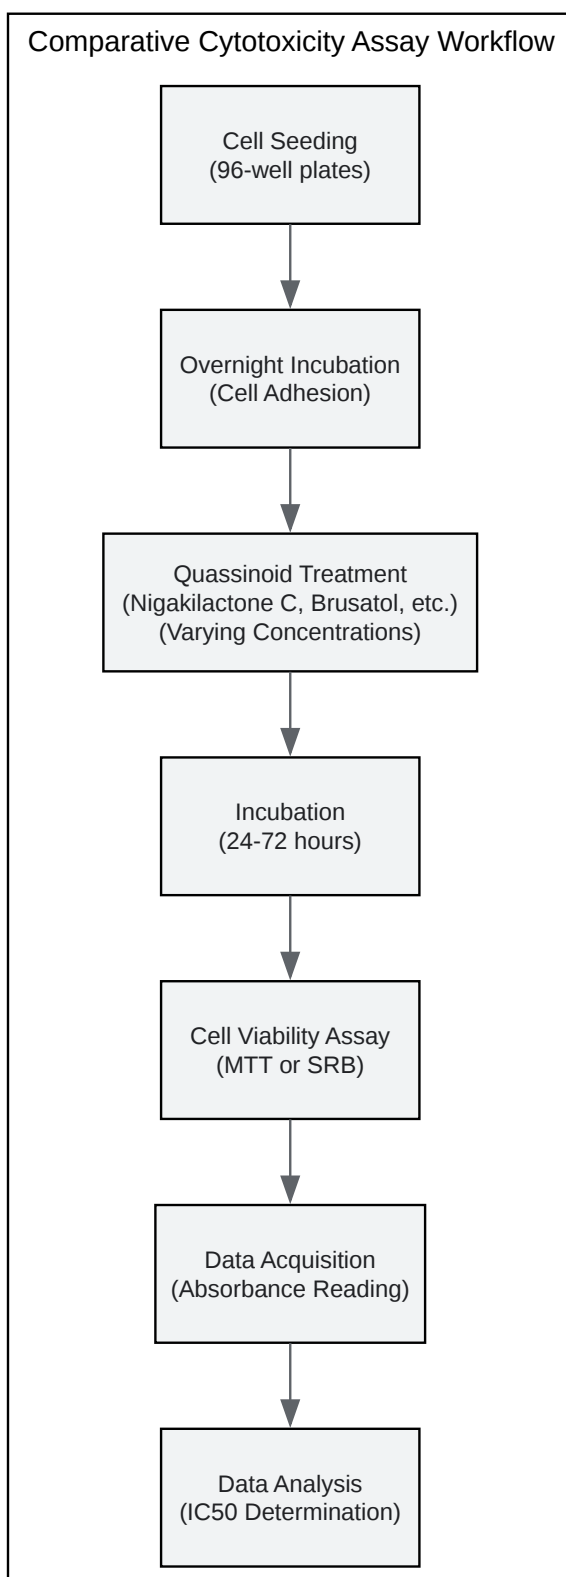 Comparative Cytotoxicity Assay Workflow
Cell Seeding
(96-well plates)
Overnight Incubation
(Cell Adhesion)
Quassinoid Treatment
(Nigakilactone C, Brusatol, etc.)
(Varying Concentrations)
Incubation
(24-72 hours)
Cell Viability Assay
(MTT or SRB)
Data Acquisition
(Absorbance Reading)
Data Analysis
(IC50 Determination)